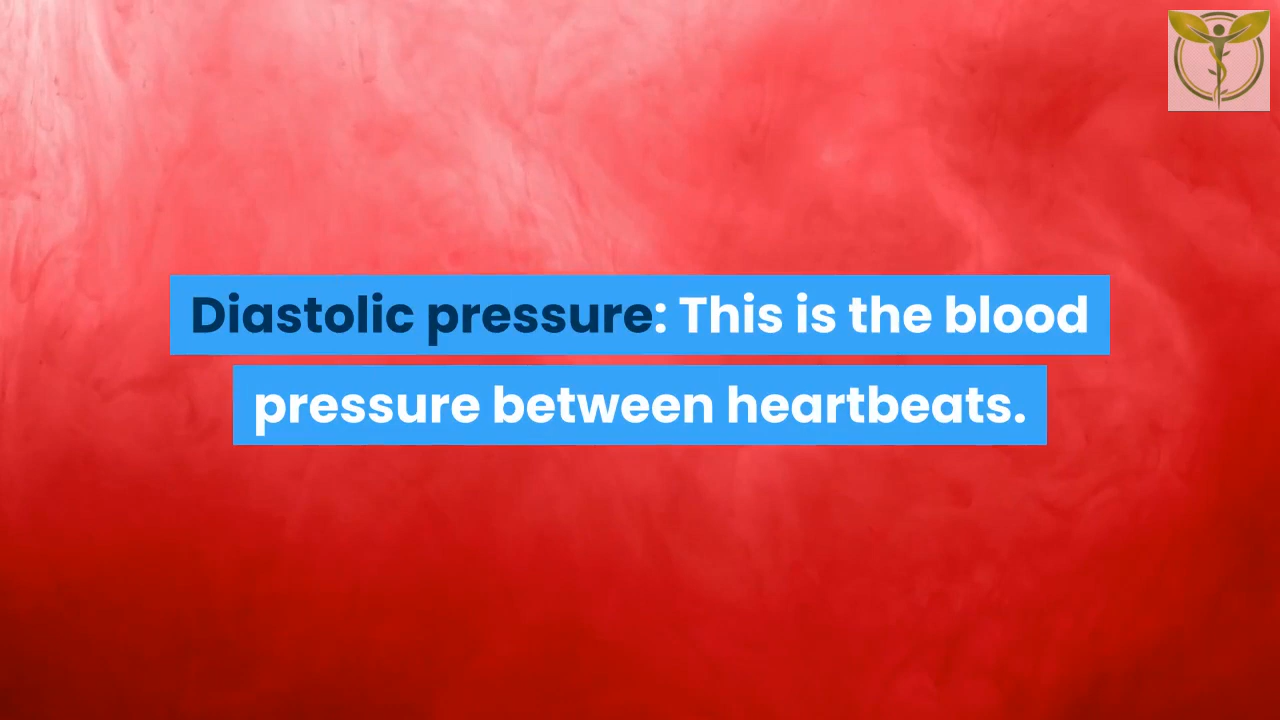 Diastolic pressure: This is the blood
pressure between heartbeats.